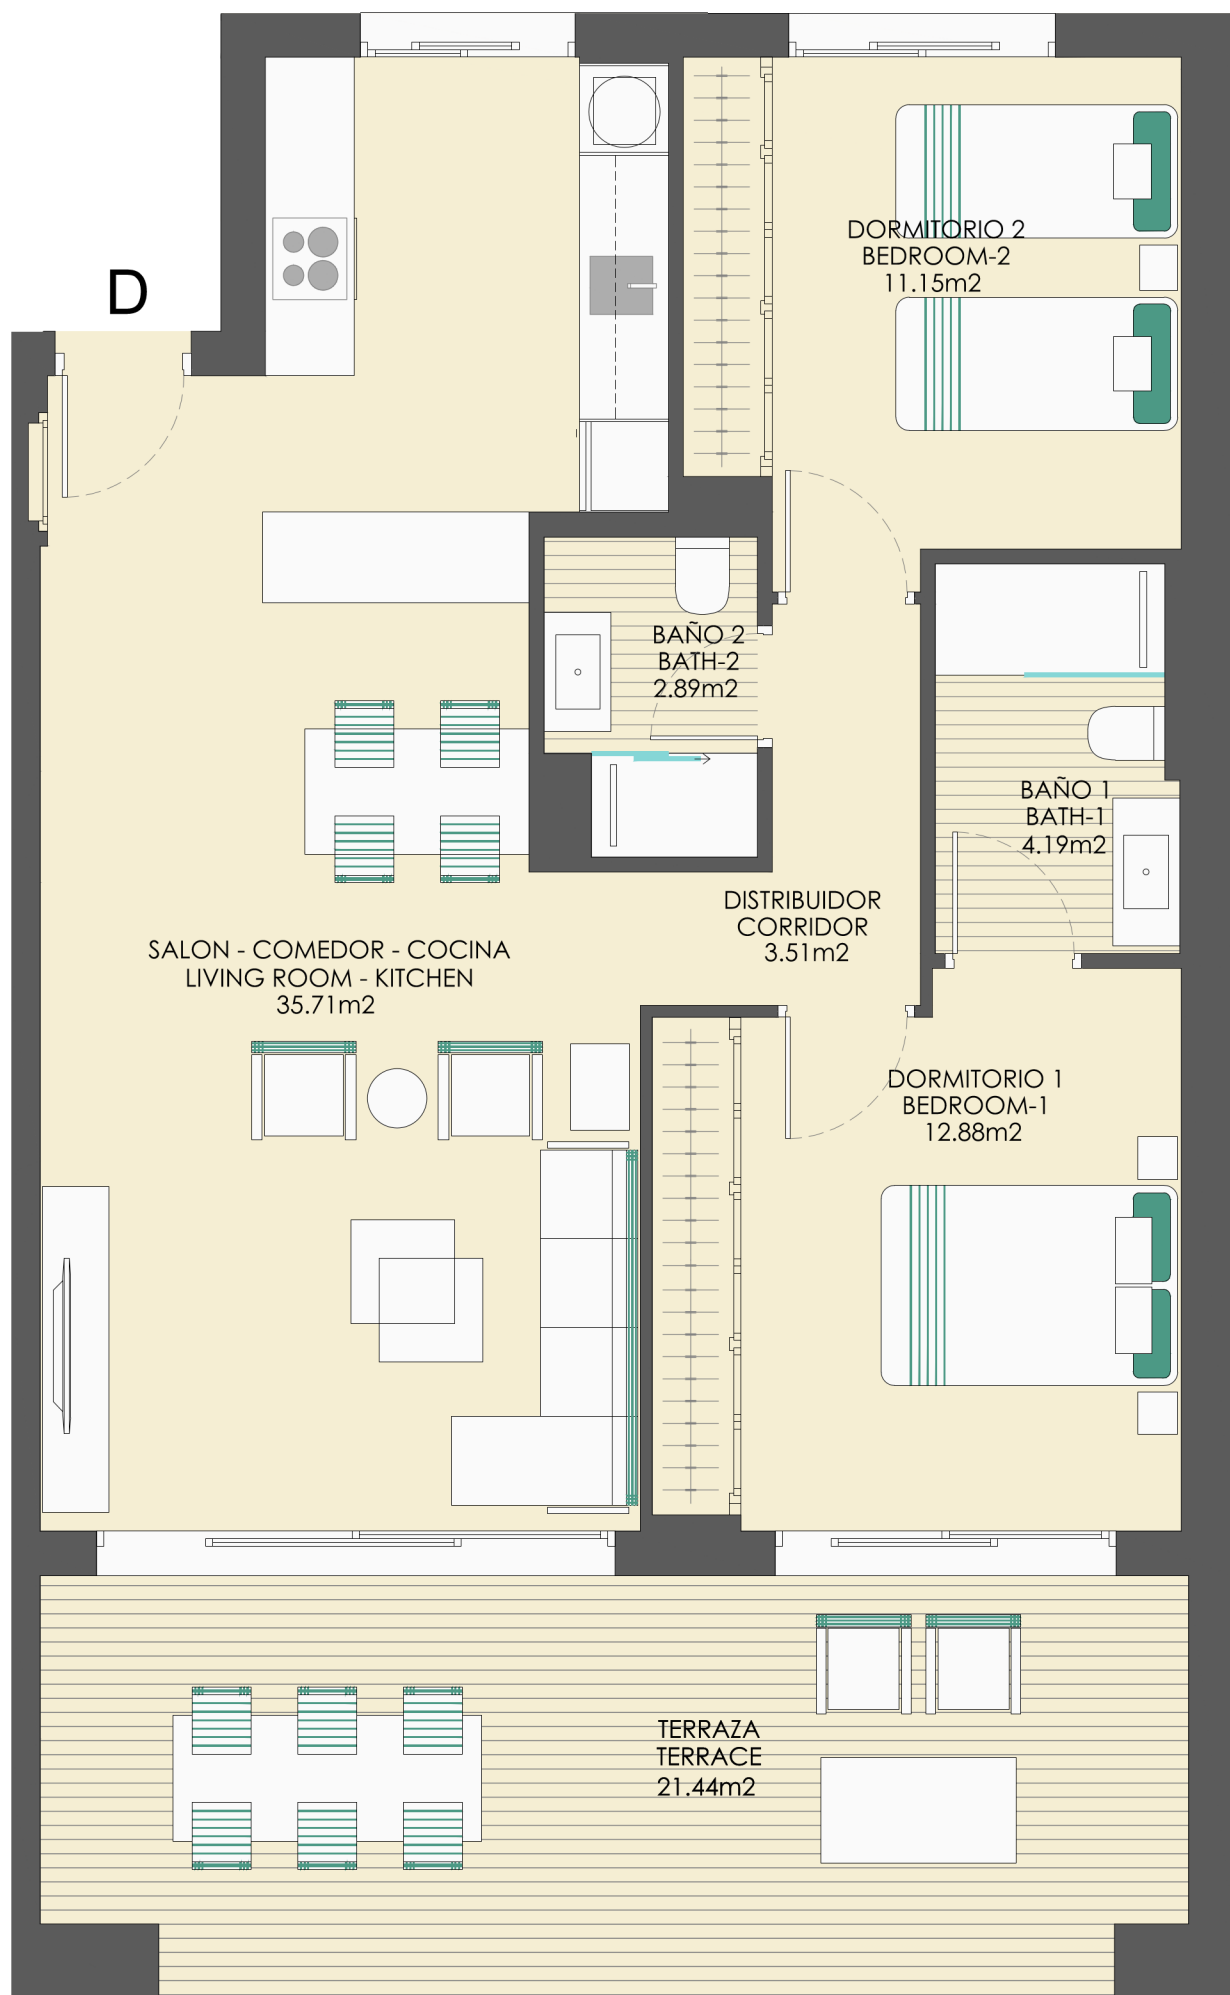 D
DORMITORIO 2
BEDROOM-2
11.15m2
BAÑO 2
BATH-2
2.89m2
BAÑO 1
BATH-1
4.19m2
DISTRIBUIDOR
CORRIDOR
3.51m2
SALON - COMEDOR - COCINA
LIVING ROOM - KITCHEN
35.71m2
DORMITORIO 1
BEDROOM-1
12.88m2
TERRAZA
TERRACE
21.44m2